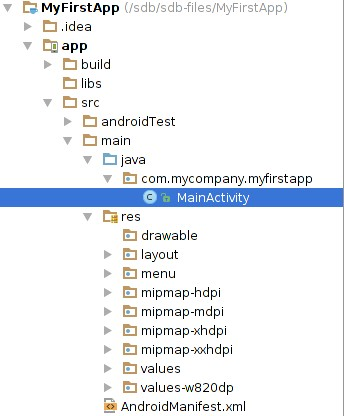 MyFirstApp (/sdb/sdb-files/MyFirstApp)
.idea
app
build
libs
src
androidTest
main
java
com.mycompany.myfirstapp
C MainActivity
res
drawable
layout
menu
mipmap-hdpi
mipmap-mdpi
mipmap-xhdpi
mipmap-xxhdpi
values
values-w820dp
AndroidManifest.xml